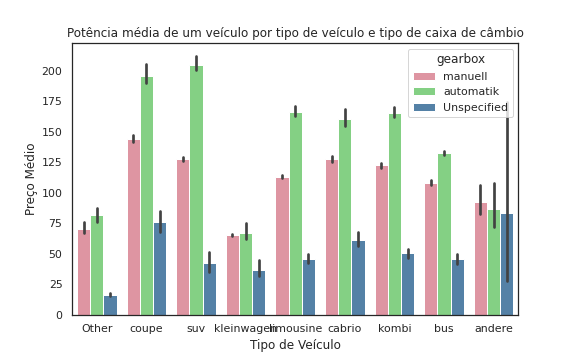 Potência média de um veículo por tipo de veículo e tipo de caixa de câmbio
gearbox
manuell
automatik
Unspecified
Preço Médio
200
175
150
125
100
75
50
25
0
Other coupe suv kleinwagen limousine cabrio kombi bus andere
Tipo de Veículo